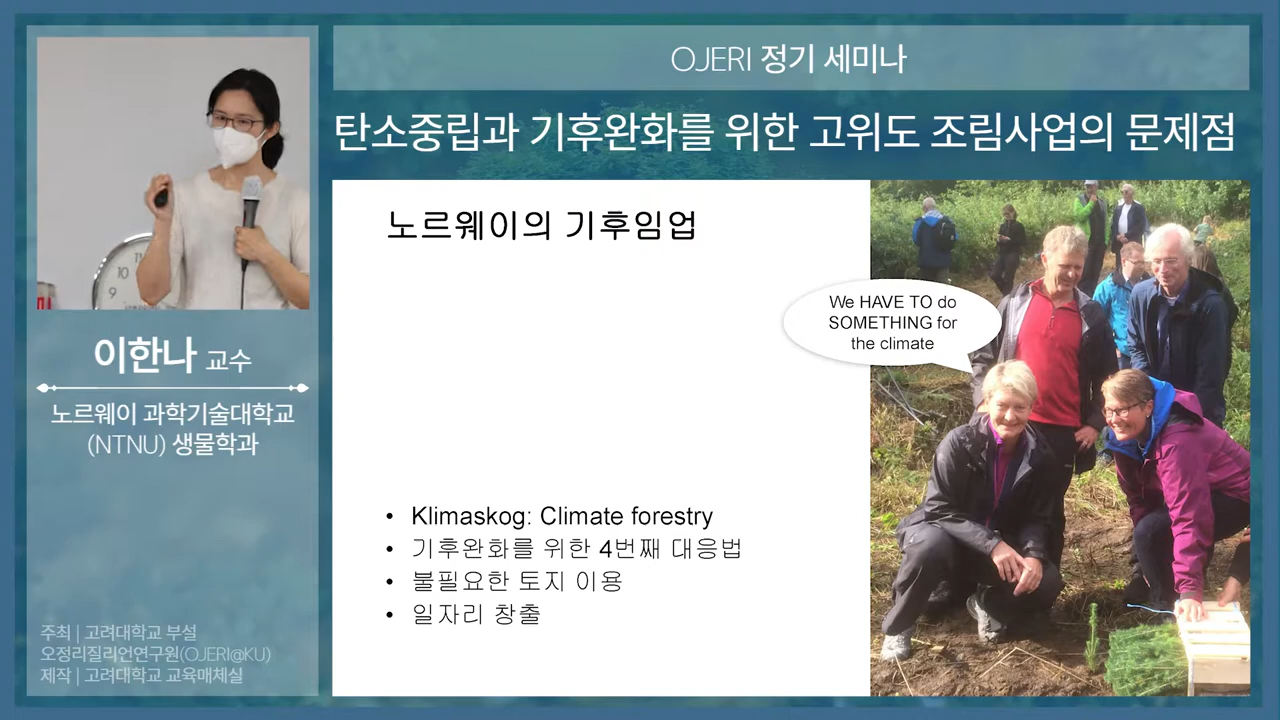 OJERI 정기 세미나
탄소중립과 기후완화를 위한 고위도 조림사업의 문제점
이한나 교수
노르웨이 과학기술대학교
(NTNU) 생물학과
주최 | 고려대학교 부설
오정리질리언연구원(OJERI@KU)
제작 | 고려대학교 교육매체실
노르웨이의 기후임업
We HAVE TO do
SOMETHING for
the climate
• Klimaskog: Climate forestry
• 기후완화를 위한 4번째 대응법
• 불필요한 토지 이용
• 일자리 창출
11
10
9